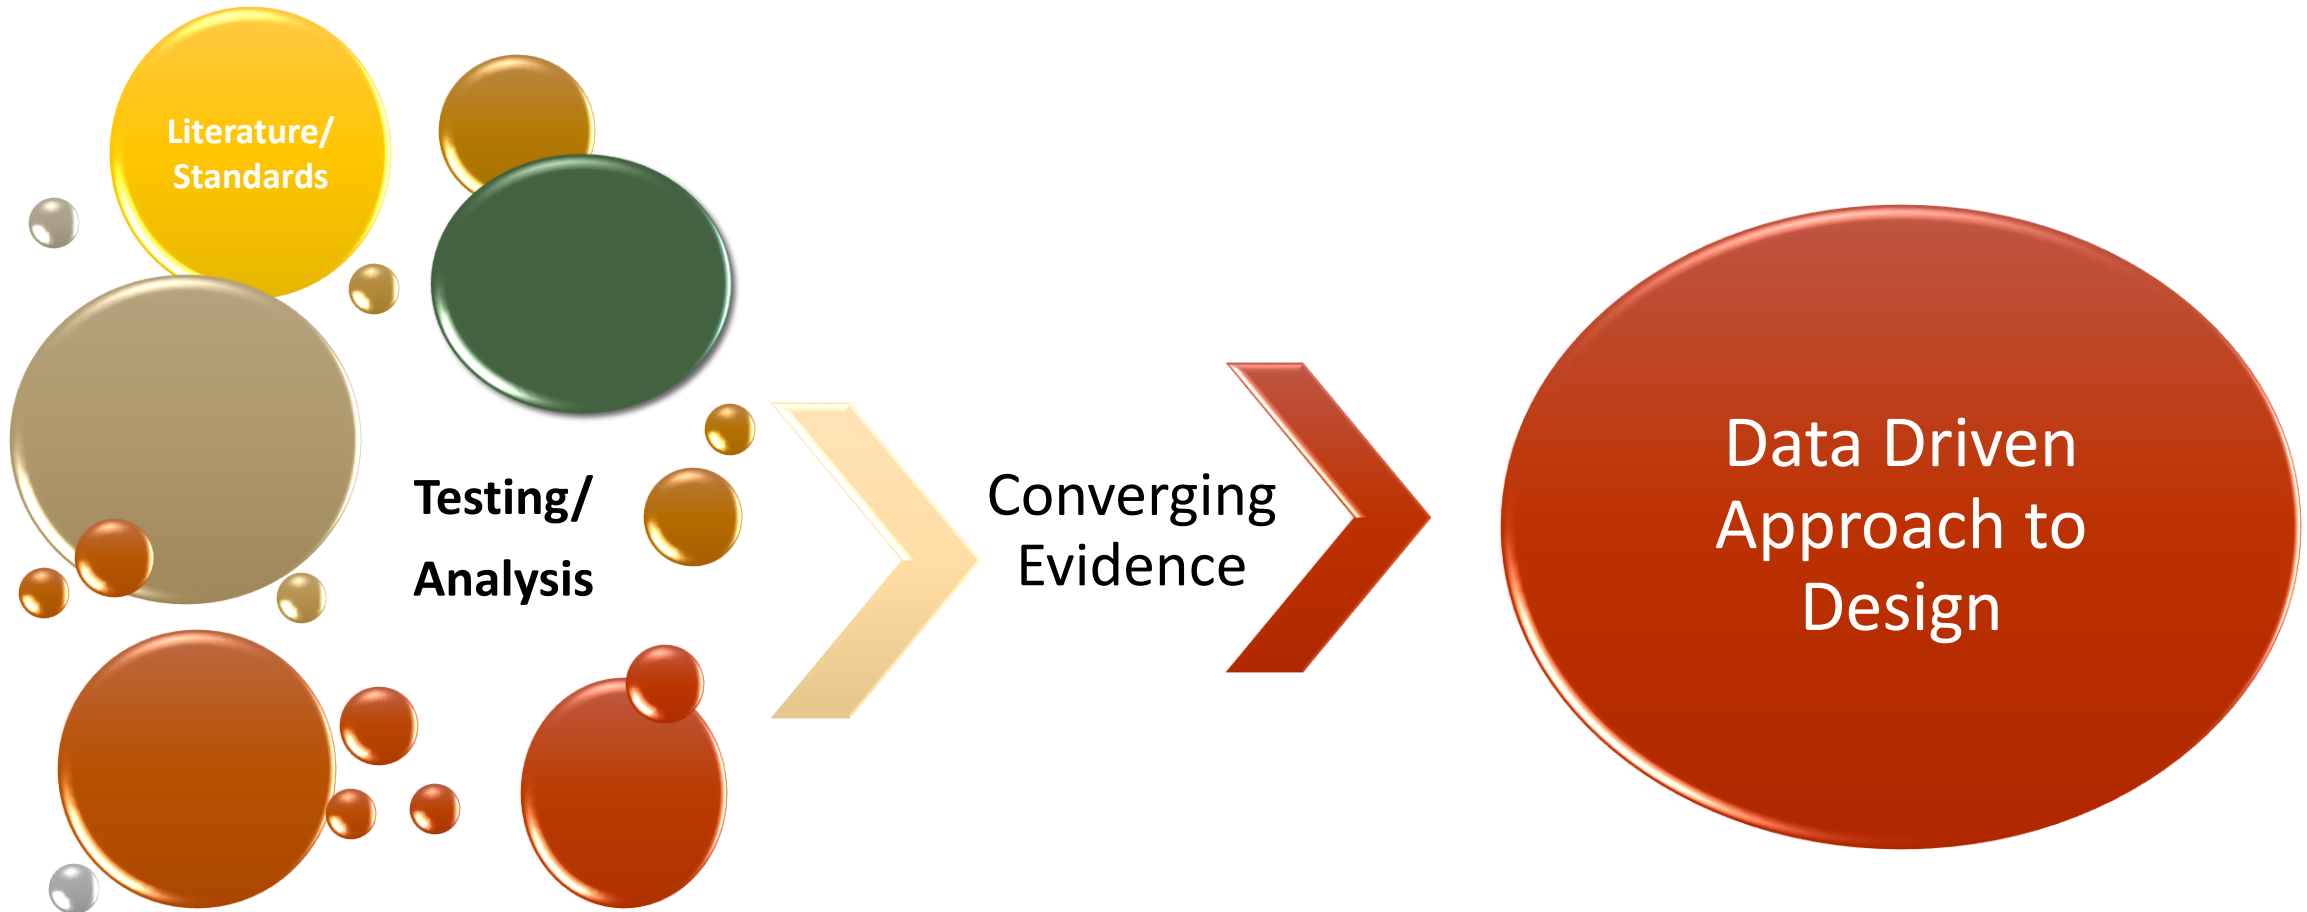 Literature/
Standards
Testing/
Analysis
Converging
Evidence
Data Driven
Approach to
Design